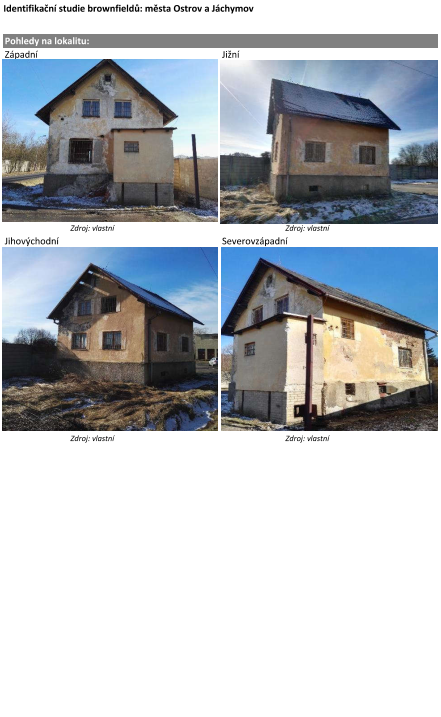 Identifikační studie brownfieldů: města Ostrov a Jáchymov
Pohledy na lokalitu:
Západní
Jižní
Zdroj: vlastní
Zdroj: vlastní
Jihovýchodní
Severovzápadní
Zdroj: vlastní
Zdroj: vlastní